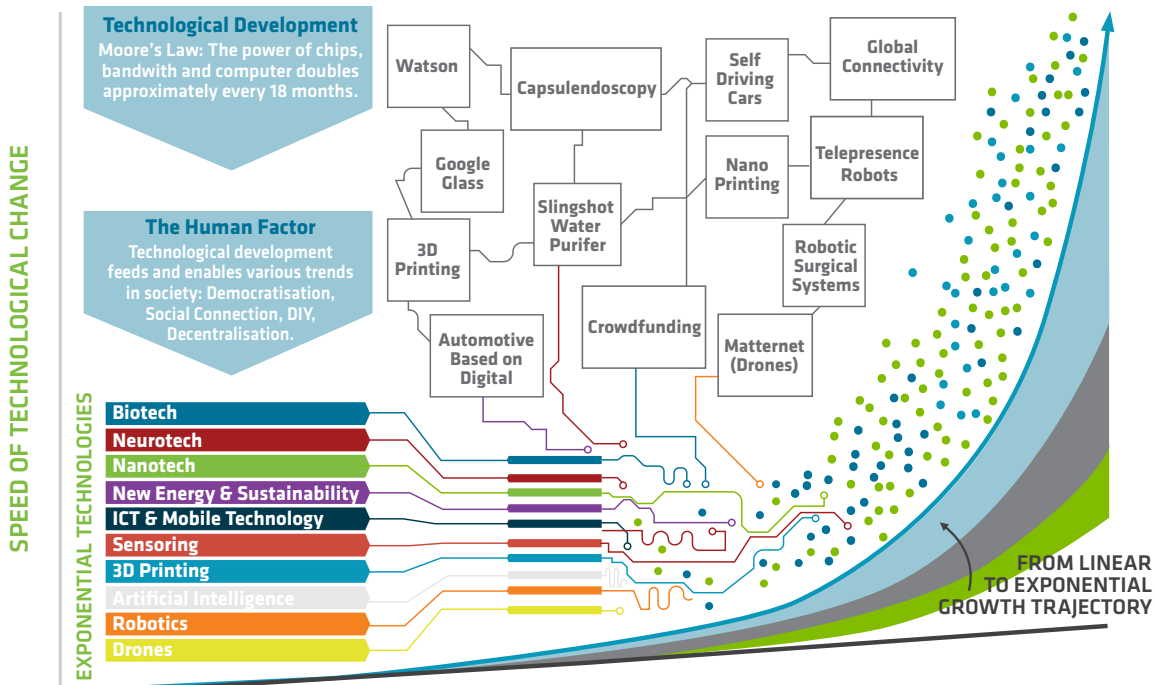 SPEED OF TECHNOLOGICAL CHANGE
Technological Development
Moore's Law: The power of chips,
bandwith and computer doubles
approximately every 18 months.
The Human Factor
Technological development
feeds and enables various trends
in society: Democratisation,
Social Connection, DIY,
Decentralisation.
Watson
Capsulendoscopy
Self
Driving
Cars
Global
Connectivity
Google
Glass
Nano
Printing
Telepresence
Robots
Slingshot
Water
Purifer
3D
Printing
Robotic
Surgical
Systems
Automotive
Based on
Digital
Crowdfunding
Matternet
(Drones)
EXPONENTIAL TECHNOLOGIES
Biotech
Neurotech
Nanotech
New Energy & Sustainability
ICT & Mobile Technology
Sensoring
3D Printing
Artificial Intelligence
Robotics
Drones
FROM LINEAR
TO EXPONENTIAL
GROWTH TRAJECTORY